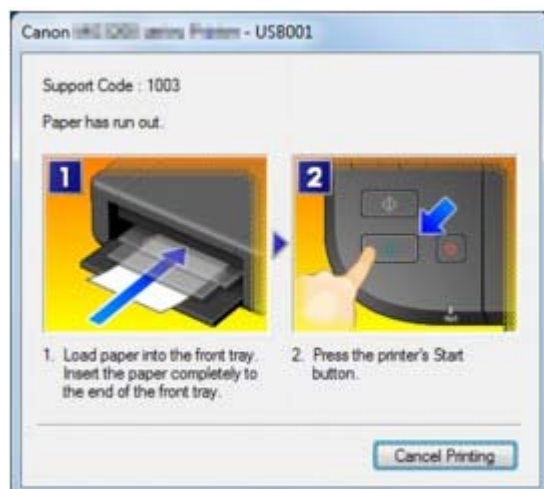 Canon - USB001
Support Code : 1003
Paper has run out.
1
2
1. Load paper into the front tray.
Insert the paper completely to
the end of the front tray.
2. Press the printer's Start
button.
Cancel Printing